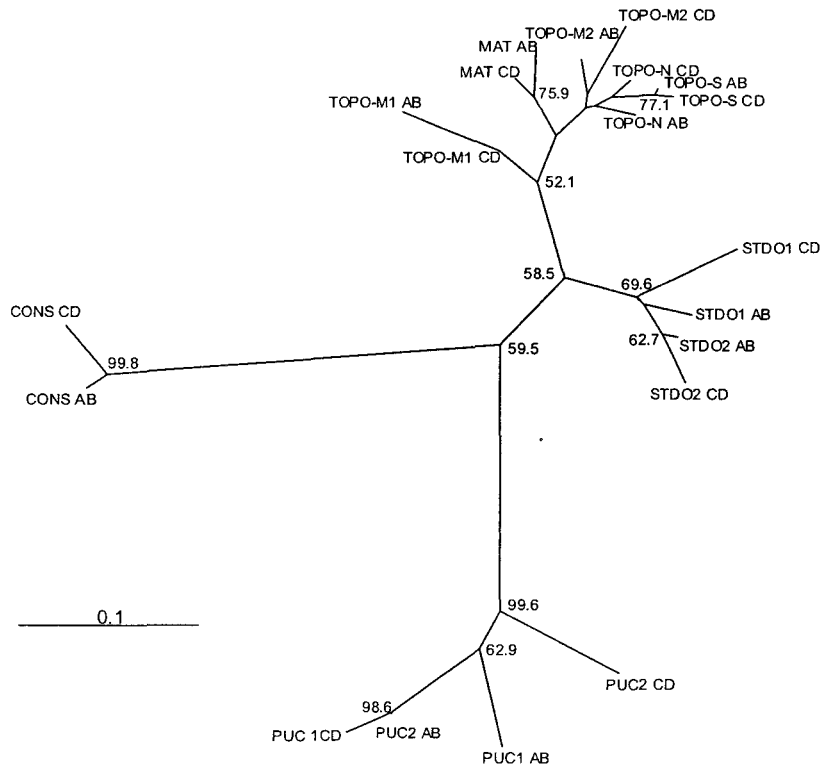 TOPO-M2 CD
TOPO-M2 AB
MAT AB
MAT CD
TOPO-N CD
TOPO-S AB
75.9
77.1
TOPO-S CD
TOPO-M1 AB
TOPO-N AB
TOPO-M1 CD
52.1
STDO1 CD
58.5
69.6
CONS CD
STDO1 AB
62.7
STDO2 AB
59.5
99.8
STDO2 CD
CONS AB
99.6
0.1
62.9
PUC2 CD
98.6
PUC 1CD
PUC2 AB
PUC1 AB